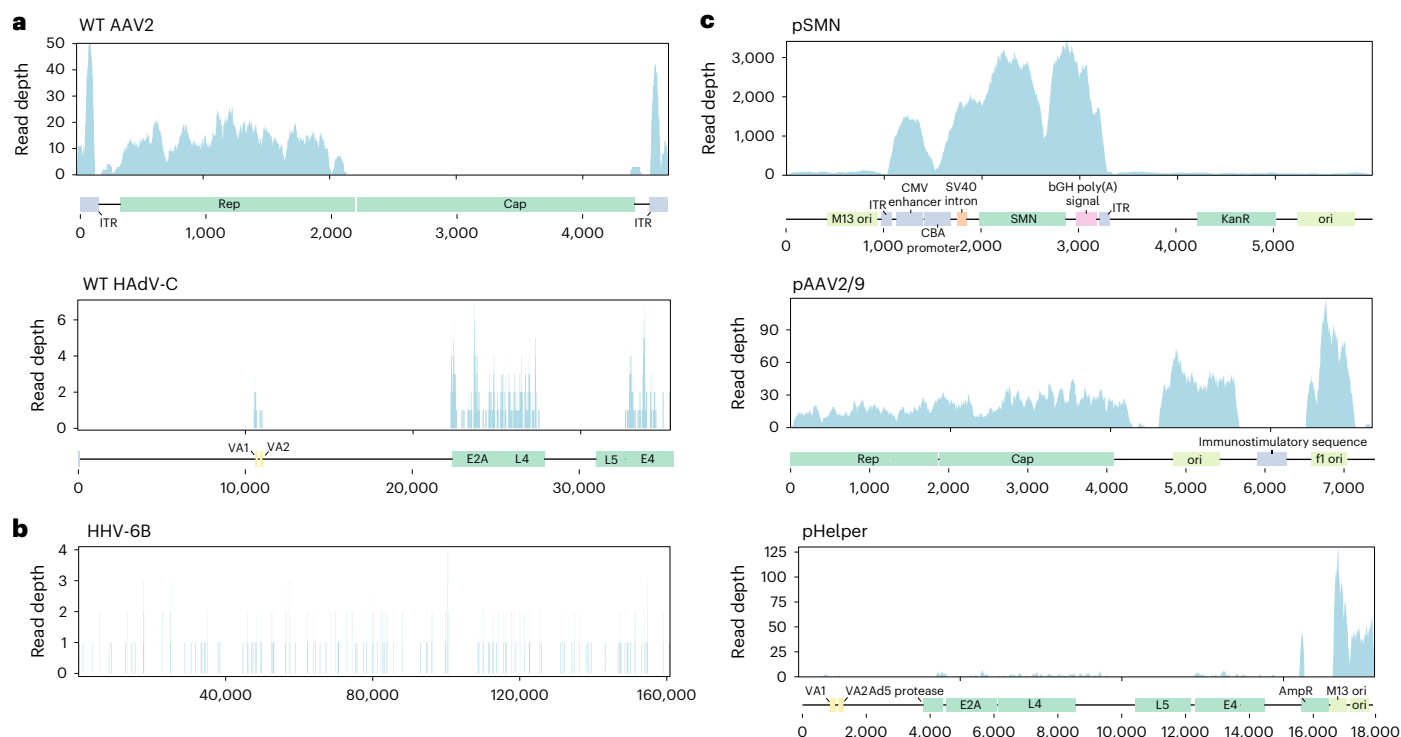 a
WT AAV2
50
40
30
20
10
0
Read depth
Rep
Cap
ITR
ITR
0
1,000
2,000
3,000
4,000
WT HAdV-C
6
4
2
0
Read depth
VA1
VA2
E2A
L4
L5
E4
0
10,000
20,000
30,000
b
HHV-6B
4
3
2
1
0
Read depth
40,000
80,000
120,000
160,000
c
pSMN
3,000
2,000
1,000
0
Read depth
CMV
enhancer
SV40
intron
bGH poly(A)
signal
ITR
ITR
M13 ori
SMN
KanR
ori
CBA
promoter
0
1,000
2,000
3,000
4,000
5,000
pAAV2/9
90
60
30
0
Read depth
Immunostimulatory sequence
Rep
Cap
ori
f1 ori
0
1,000
2,000
3,000
4,000
5,000
6,000
7,000
pHelper
125
100
75
50
25
0
Read depth
VA1
VA2
Ad5 protease
AmpR
M13 ori
E2A
L4
L5
E4
ori
0
2,000
4,000
6,000
8,000
10,000
12,000
14,000
16,000
18,000